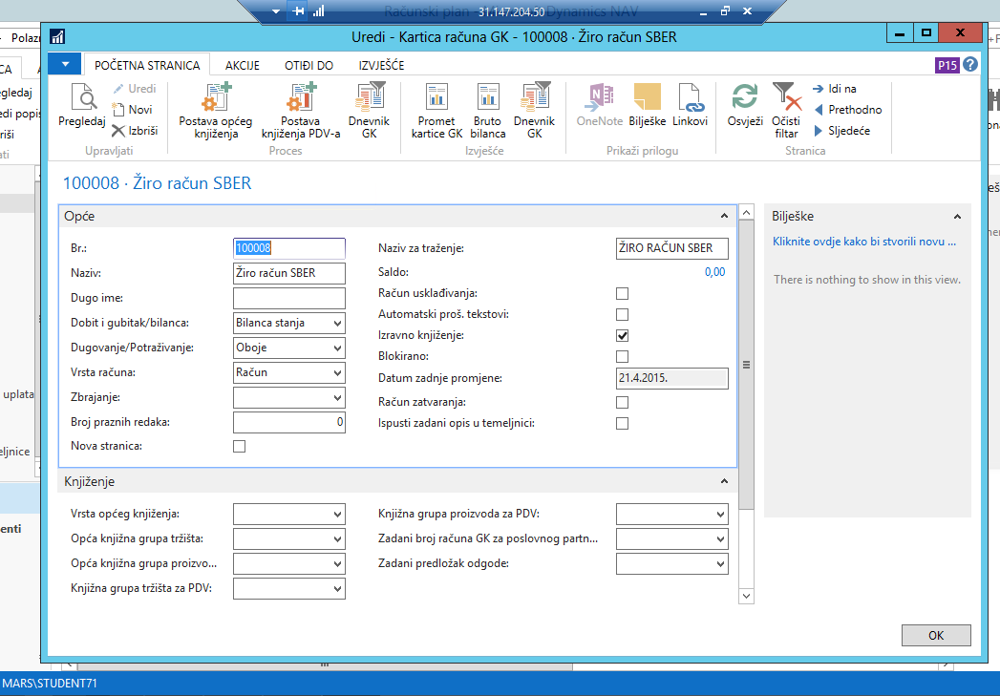 Računski plan - Dynamics NAV
31.147.204.50
Uredi - Kartica računa GK - 100008 · Žiro račun SBER
POČETNA STRANICA AKCIJE OTIĐI DO IZVJEŠĆE
P15
Pregledaj
Uredi
Novi
Izbriši
Upravljati
Postava općeg knjiženja
Postava knjiženja PDV-a
Dnevnik GK
Proces
Promet kartice GK
Bruto bilanca
Dnevnik GK
Izvješće
OneNote
Bilješke
Linkovi
Prikaži prilogu
Osvježi
Očisti filtar
Idi na
Prethodno
Sljedeće
Stranica
100008 · Žiro račun SBER
Opće
Br.: 100008
Naziv: Žiro račun SBER
Dugo ime:
Dobit i gubitak/bilanca: Bilanca stanja
Dugovanje/Potraživanje: Oboje
Vrsta računa: Račun
Zbrajanje:
Broj praznih redaka: 0
Nova stranica:
Naziv za traženje: ŽIRO RAČUN SBER
Saldo: 0,00
Račun usklađivanja:
Automatski proš. tekstovi:
Izravno knjiženje:
Blokirano:
Datum zadnje promjene: 21.4.2015.
Račun zatvaranja:
Ispusti zadani opis u temeljnici:
Knjiženje
Vrsta općeg knjiženja:
Opća knjižna grupa tržišta:
Opća knjižna grupa proizvo...
Knjižna grupa tržišta za PDV:
Knjižna grupa proizvoda za PDV:
Zadani broj računa GK za poslovnog partn...
Zadani predložak odgode:
Bilješke
Kliknite ovdje kako bi stvorili novu ...
There is nothing to show in this view.
OK
uplata
enti
MARS\STUDENT71